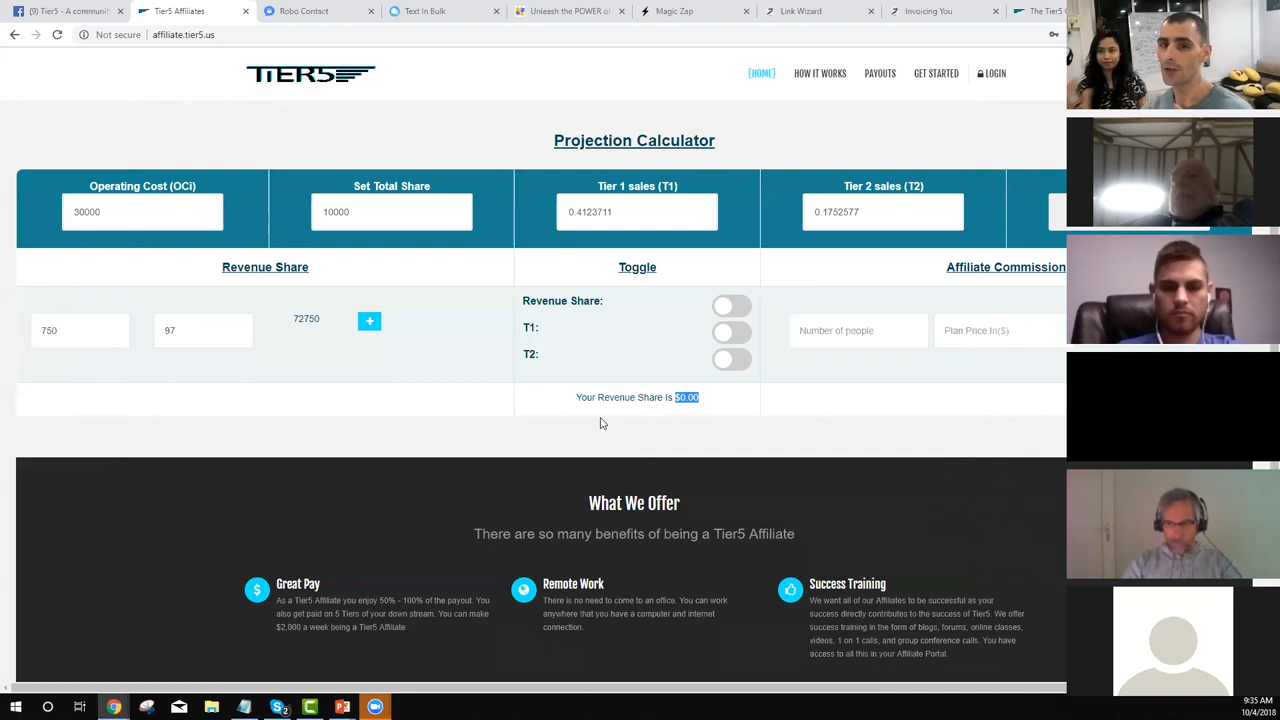 (1) Tier5 - A communit
Tier5 Affiliates
Robo Contact
Text In Bulk
Unleash the POWER of
Magic Zap
Link Wizard
Invoicing You
The Tier5 G
Not secure
affiliate.tier5.us
TiER5
{HOME}
HOW IT WORKS
PAYOUTS
GET STARTED
LOGIN
Projection Calculator
Operating Cost (OCi)
Set Total Share
Tier 1 sales (T1)
Tier 2 sales (T2)
30000
10000
0.4123711
0.1752577
Revenue Share
Toggle
Affiliate Commission
750
97
72750
+
Revenue Share:
T1:
T2:
Number of people
Plan Price In($)
Your Revenue Share Is $0.00
What We Offer
There are so many benefits of being a Tier5 Affiliate
Great Pay
As a Tier5 Affiliate you enjoy 50% - 100% of the payout. You
also get paid on 5 Tiers of your down stream. You can make
$2,000 a week being a Tier5 Affiliate.
Remote Work
There is no need to come to an office. You can work
anywhere that you have a computer and internet
connection.
Success Training
We want all of our Affiliates to be successful as your
success directly contributes to the success of Tier5. We offer
success training in the form of blogs, forums, online classes,
videos, 1 on 1 calls, and group conference calls. You have
access to all this in your Affiliate Portal.
2
9:35 AM
10/4/2018